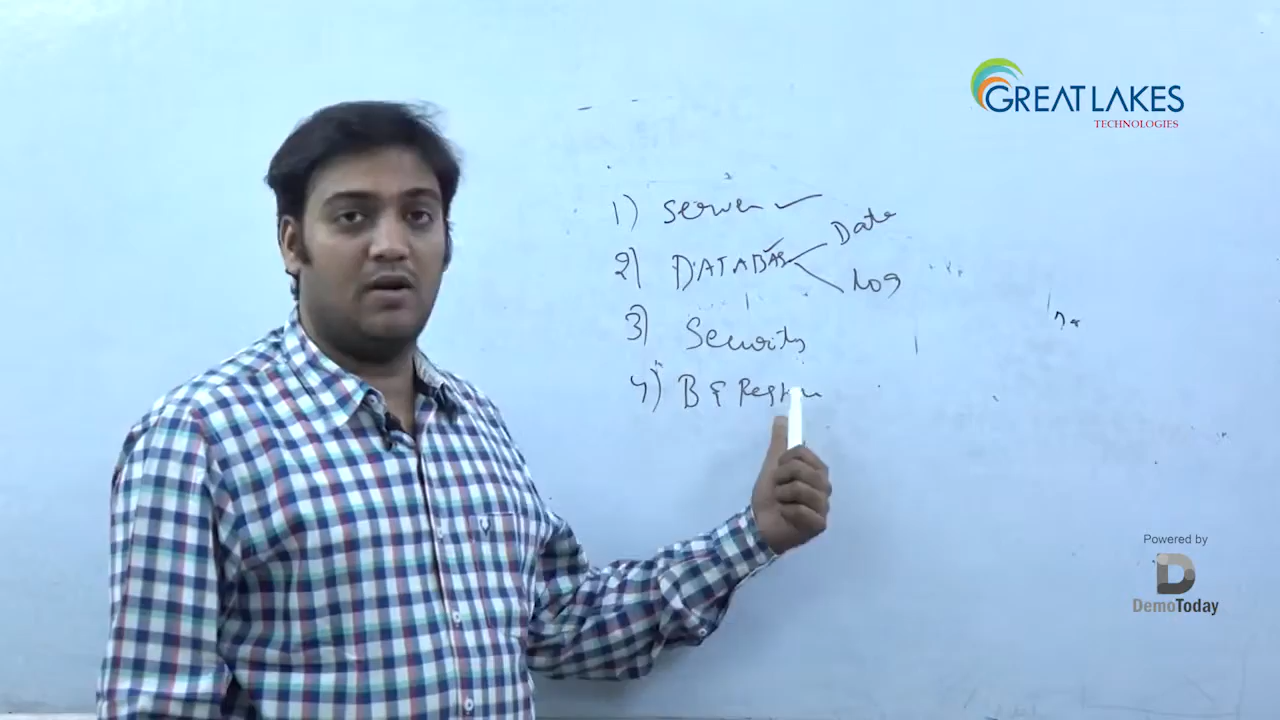 GREAT LAKES
TECHNOLOGIES
1) Server
2) DATABAS
Data
Log
3) Security
4) B & Restore
Powered by
D
DemoToday